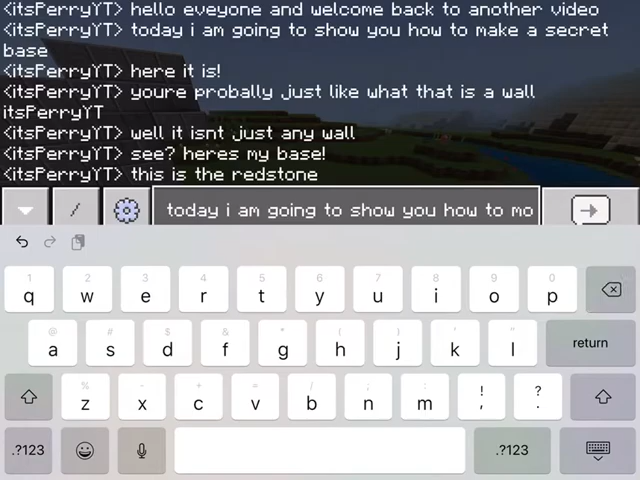 <itsPerryYT> hello eveyone and welcome back to another video
<itsPerryYT> today i am going to show you how to make a secret
base
<itsPerryYT> here it is!
<itsPerryYT> youre probally just like what that is a wall
itsPerryYT
<itsPerryYT> well it isnt just any wall
<itsPerryYT> see? heres my base!
<itsPerryYT> this is the redstone
/ today i am going to show you how to mo
1 2 3 4 5 6 7 8 9 0
q w e r t y u i o p
@ # $ & * ( ) ' "
a s d f g h j k l return
% - + = / ; : ! ?
z x c v b n m , .
.?123 .?123